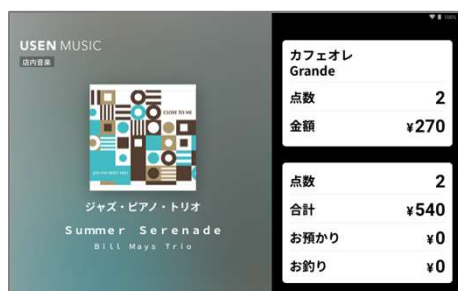 USEN MUSIC
店内音楽
CLOSE TO ME
ジャズ・ピアノ・トリオ
Summer Serenade
Bill Mays Trio
100%
カフェオレ
Grande
点数 2
金額 ¥270
点数 2
合計 ¥540
お預かり ¥0
お釣り ¥0